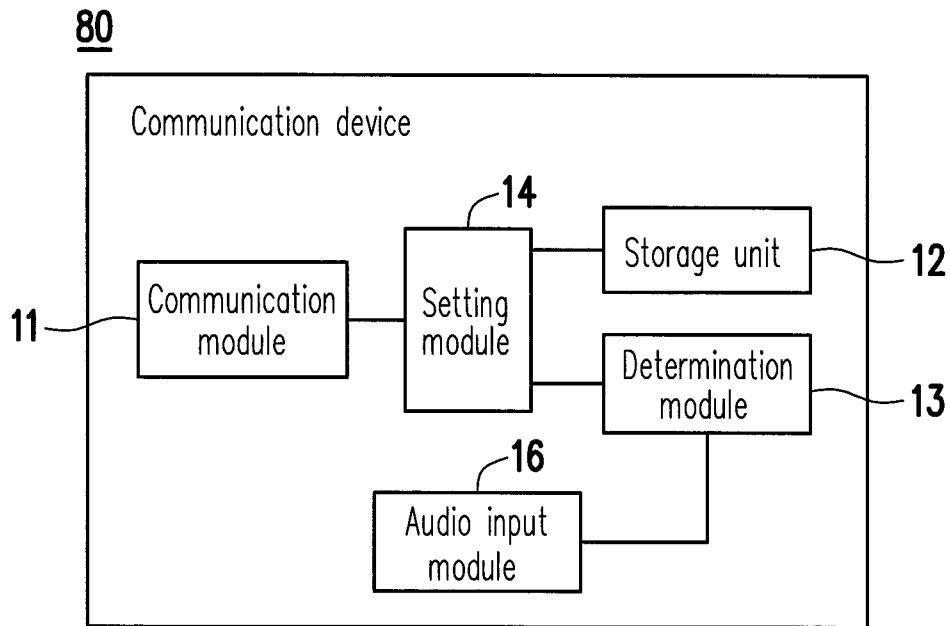 80
Communication device
14
Storage unit
12
Communication
module
11
Setting
module
Determination
module
13
16
Audio input
module